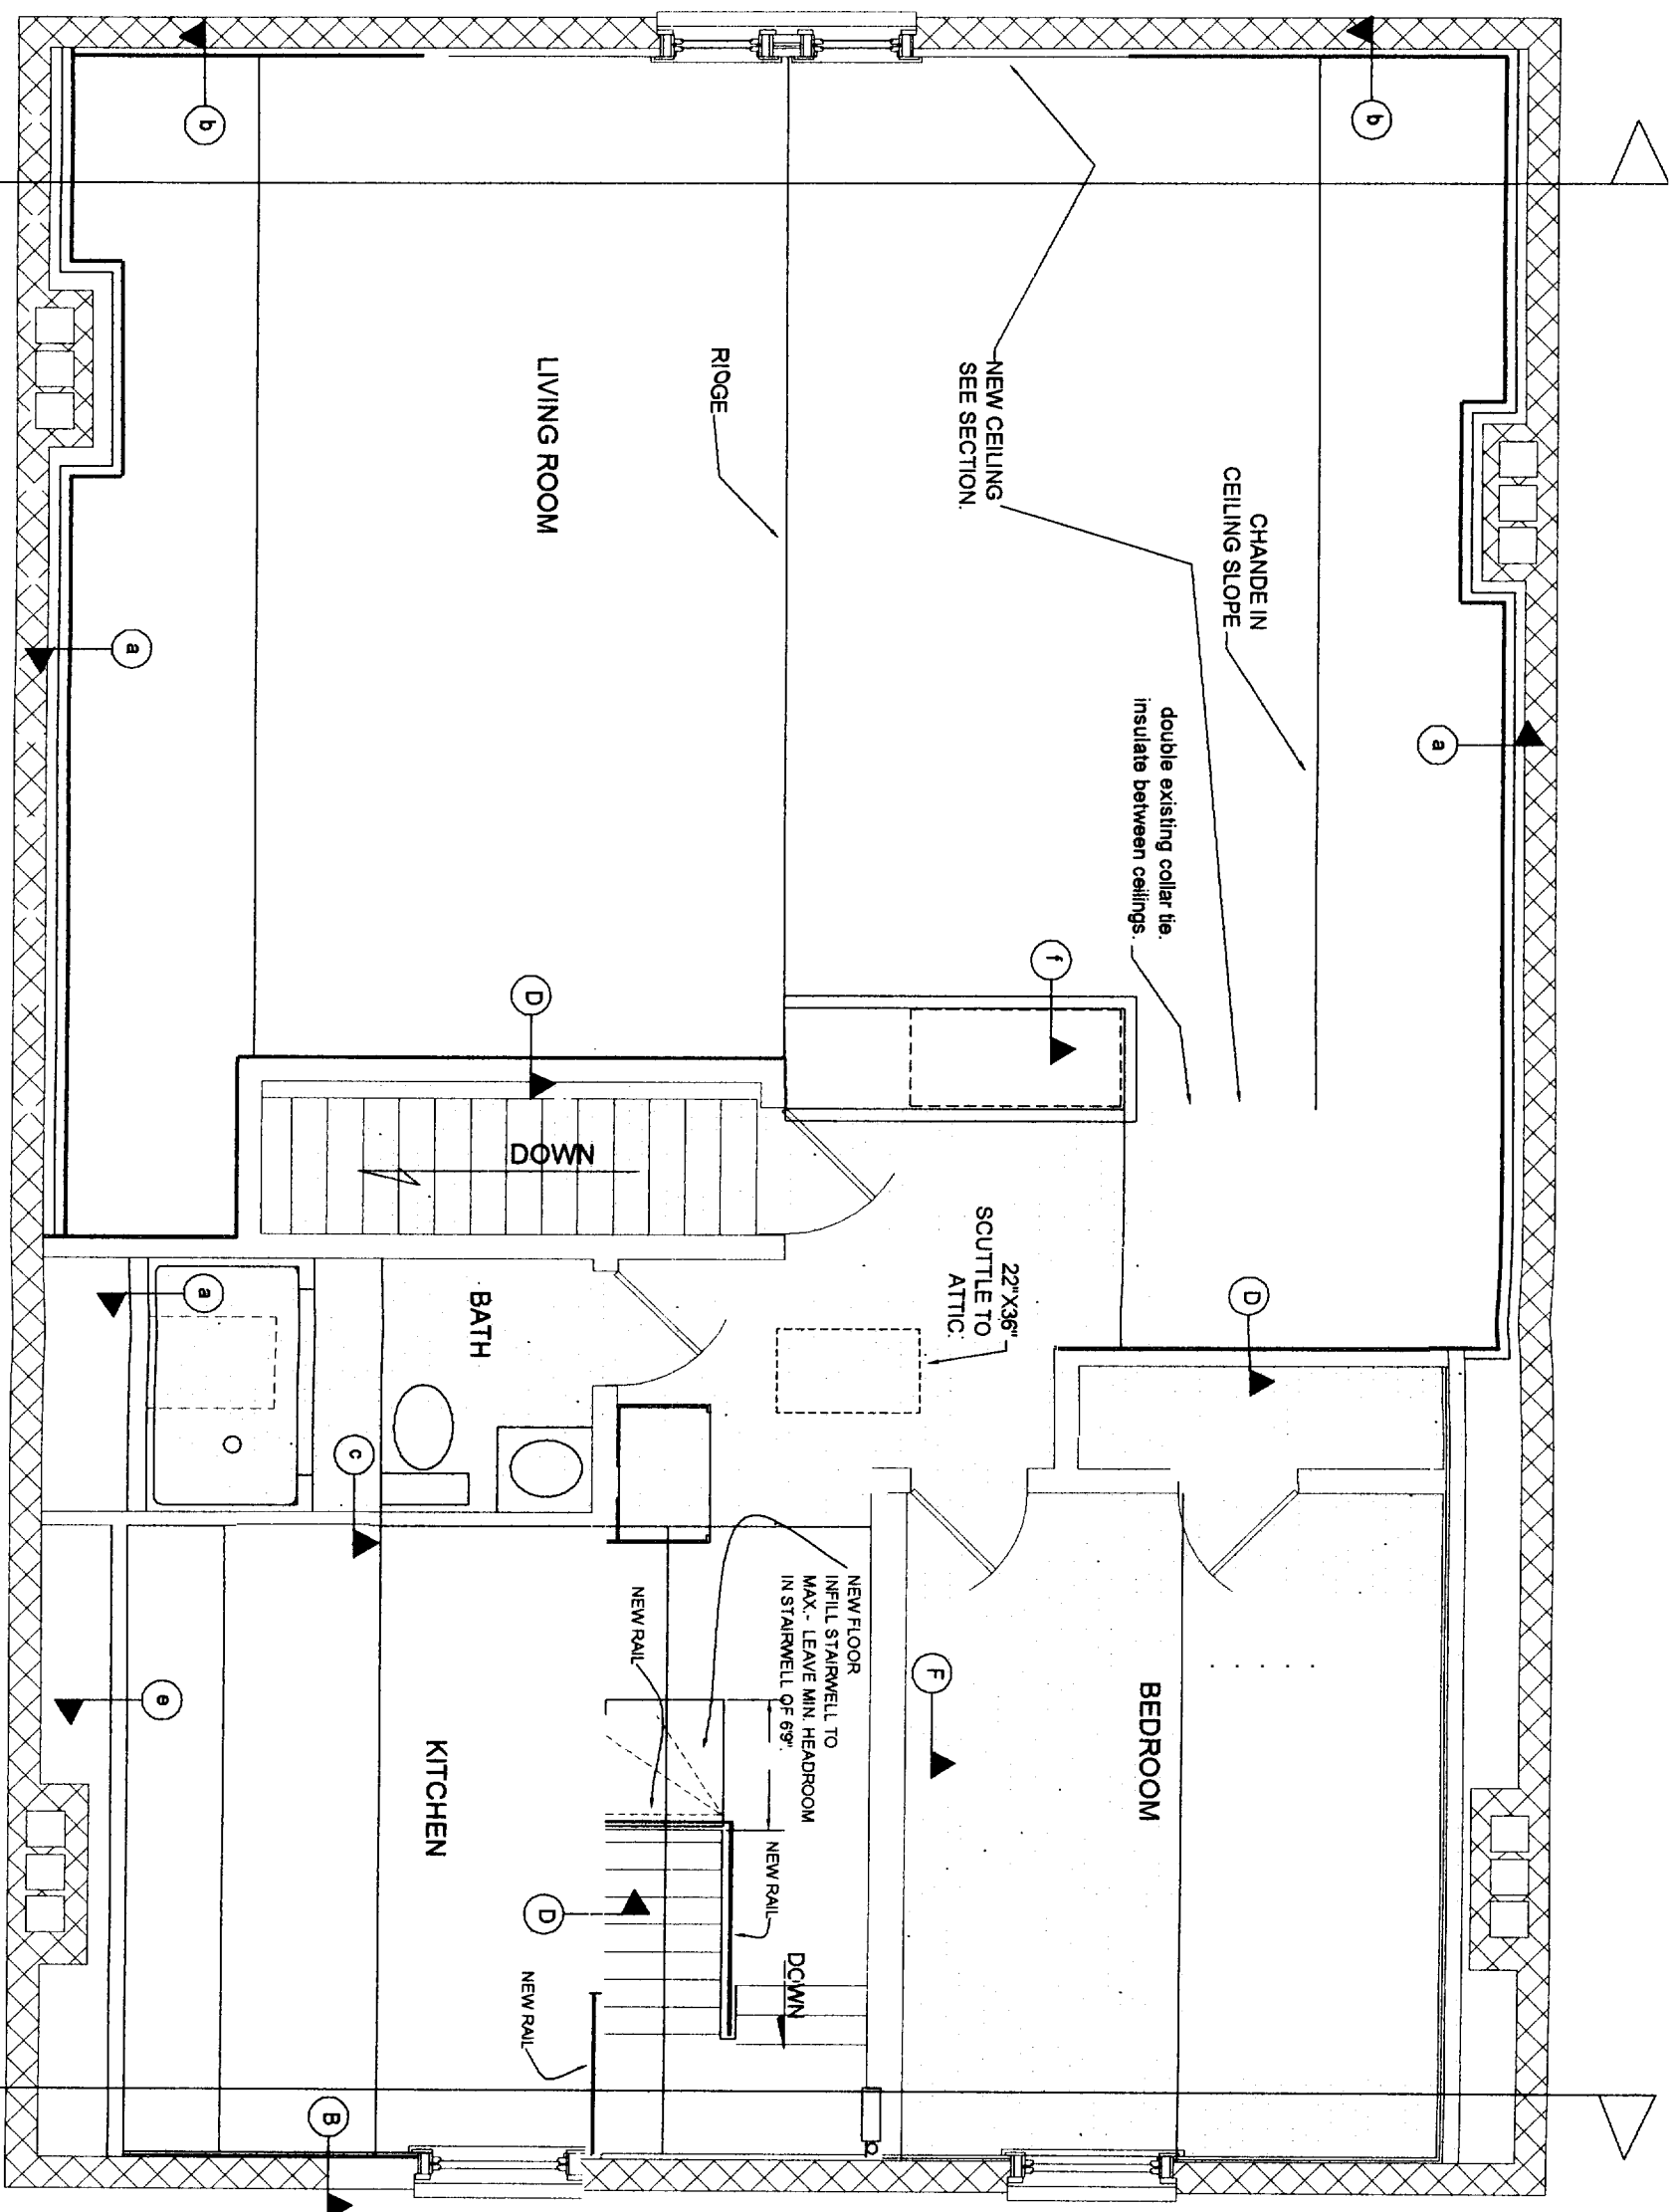 b
b
LIVING ROOM
RIDGE
NEW CEILING
SEE SECTION.
CHANDE IN
CEILING SLOPE
double existing collar tie.
insulate between ceilings.
a
a
f
D
DOWN
22"X36"
SCUTTLE TO
ATTIC.
D
a
BATH
c
NEW FLOOR
INFILL STAIRWELL TO
MAX.- LEAVE MIN. HEADROOM
IN STAIRWELL OF 6'9".
NEW RAIL
F
BEDROOM
e
KITCHEN
NEW RAIL
D
DOWN
NEW RAIL
B